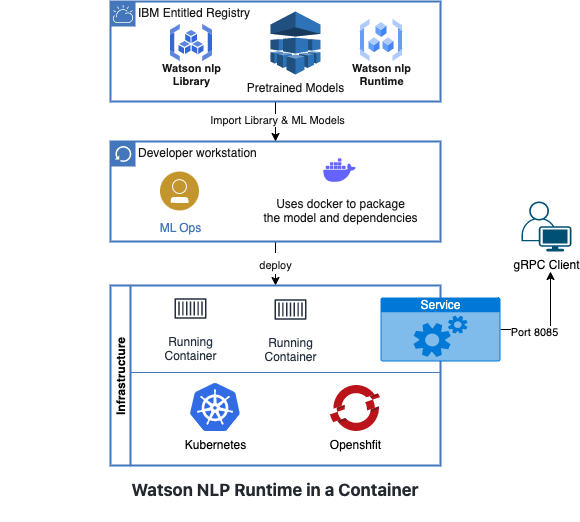 IBM Entitled Registry
Watson nlp
Library
Pretrained Models
Watson nlp
Runtime
Import Library & ML Models
Developer workstation
ML Ops
Uses docker to package
the model and dependencies
gRPC Client
deploy
Infrastructure
Running
Container
Running
Container
Service
Port 8085
Kubernetes
Openshfit
Watson NLP Runtime in a Container